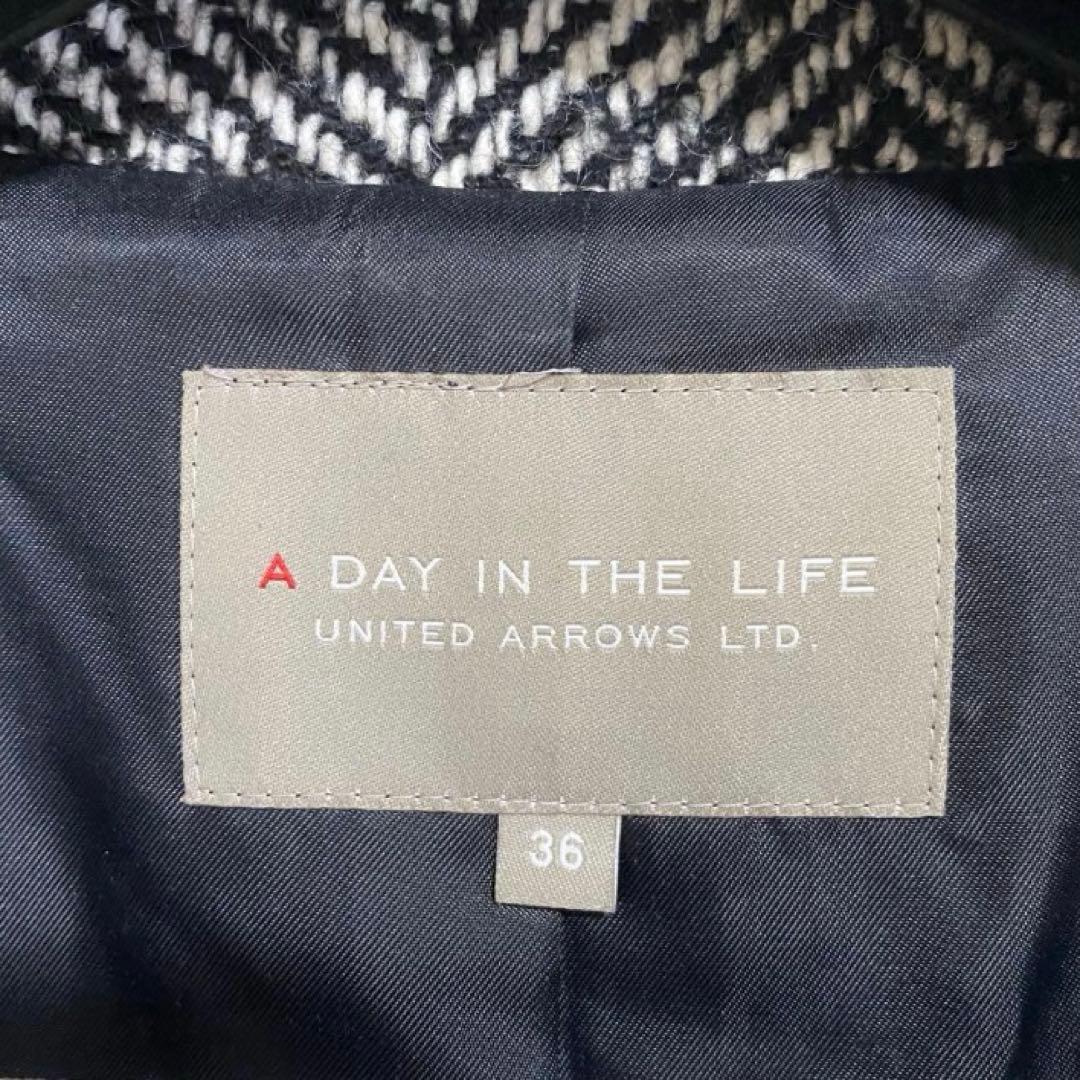 A DAY IN THE LIFE
UNITED ARROWS LTD.
36